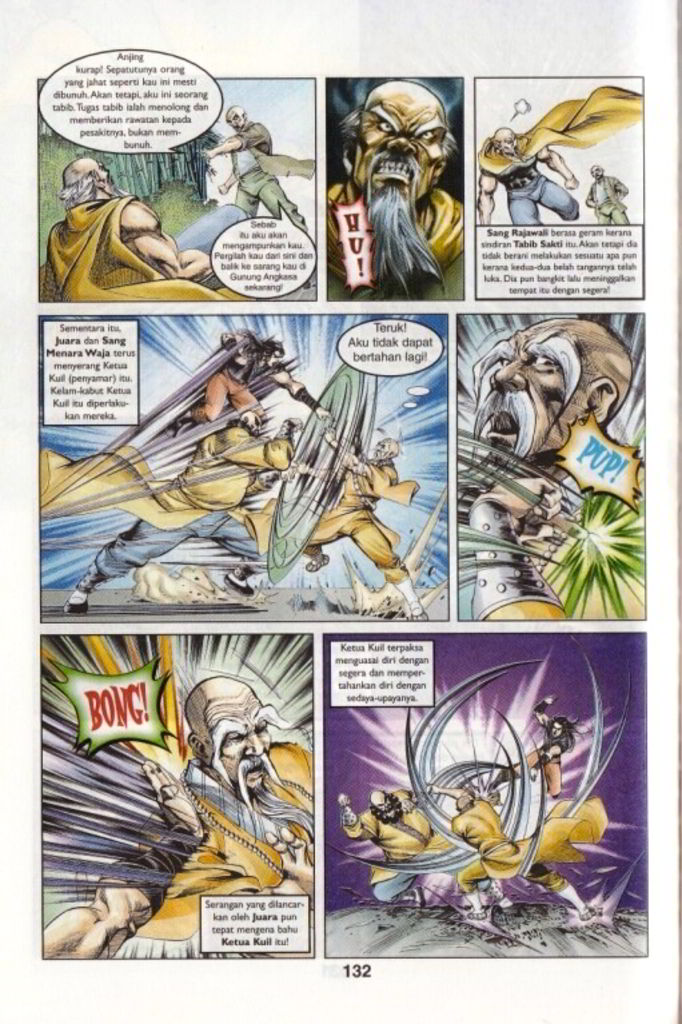 Anjing
kurap! Sepatutunya orang
yang jahat seperti kau ini mesti
dibunuh. Akan tetapi, aku ini seorang
tabib. Tugas tabib ialah menolong dan
memberikan rawatan kepada
pesakitnya, bukan mem-
bunuh.
Sebab
itu aku akan
mengampunkan kau.
Pergilah kau dari sini dan
balik ke sarang kau di
Gunung Angkasa
sekarang!
HU!
Sang Rajawali berasa geram kerana
sindiran Tabib Sakti itu. Akan tetapi dia
tidak berani melakukan sesuatu apa pun
kerana kedua-dua belah tangannya telah
luka. Dia pun bangkit lalu meninggalkan
tempat itu dengan segera!
Sementara itu,
Juara dan Sang
Menara Waja terus
menyerang Ketua
Kuil (penyamar) itu.
Kelam-kabut Ketua
Kuil itu diperlaku-
kan mereka.
Teruk!
Aku tidak dapat
bertahan lagi!
PUP!
BONG!
Serangan yang dilancar-
kan oleh Juara pun
tepat mengena bahu
Ketua Kuil itu!
Ketua Kuil terpaksa
menguasai diri dengan
segera dan memper-
tahankan diri dengan
sedaya-upayanya.
132